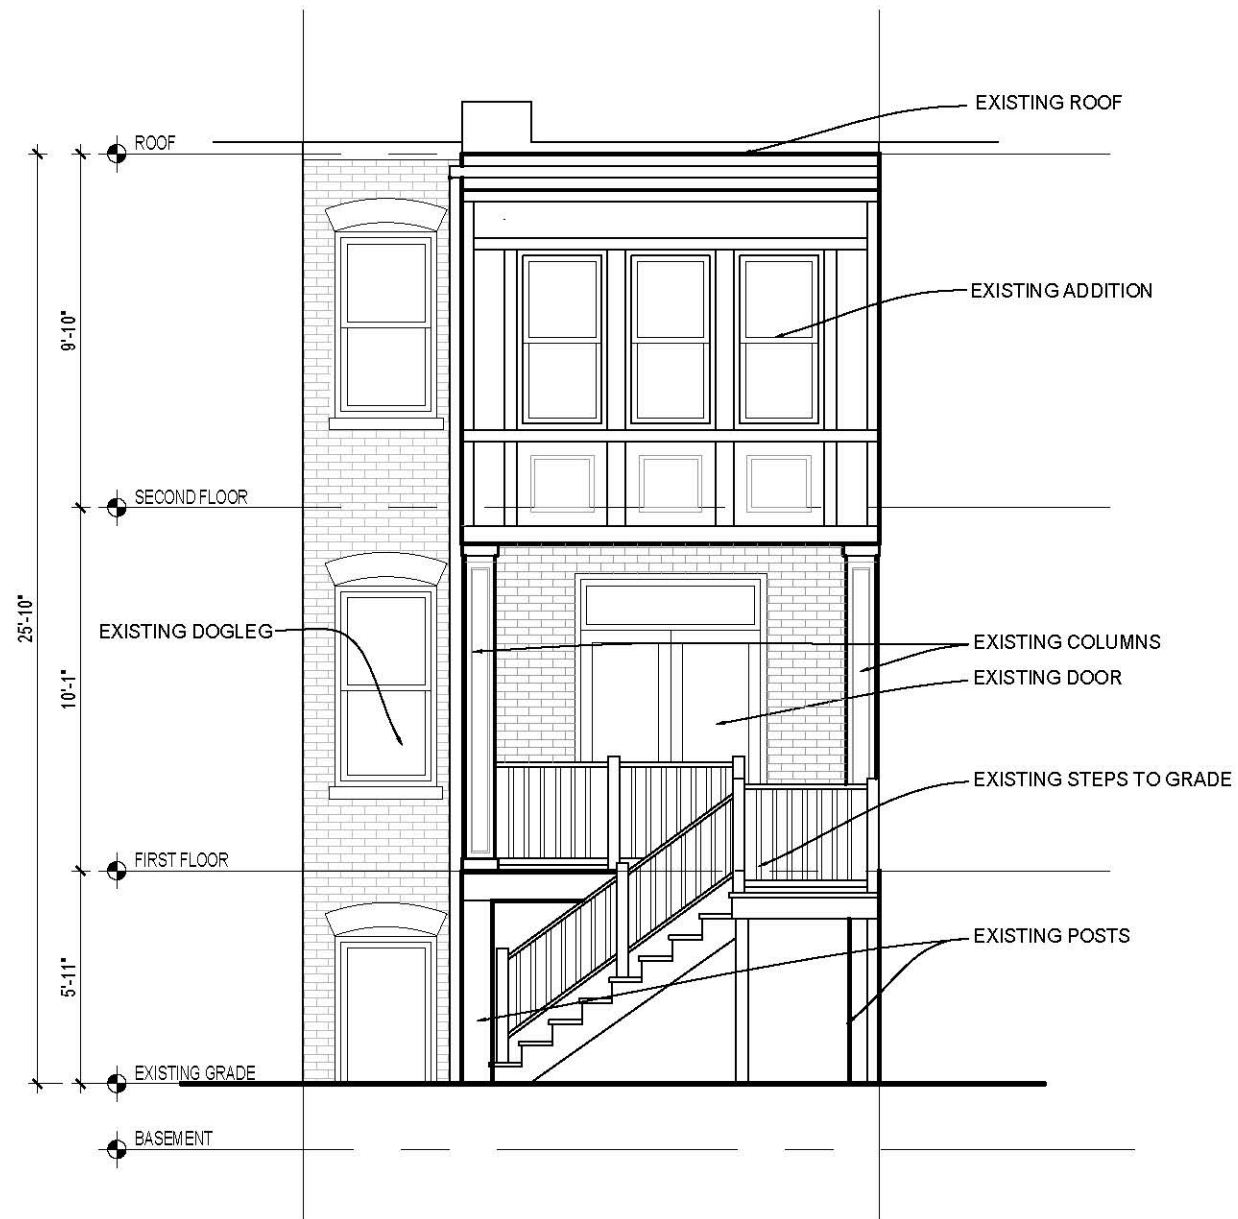 EXISTING ROOF
ROOF
EXISTING ADDITION
9'-10"
SECOND FLOOR
25'-10"
EXISTING DOGLEG
EXISTING COLUMNS
10'-1"
EXISTING DOOR
EXISTING STEPS TO GRADE
FIRST FLOOR
EXISTING POSTS
5'-11"
EXISTING GRADE
BASEMENT